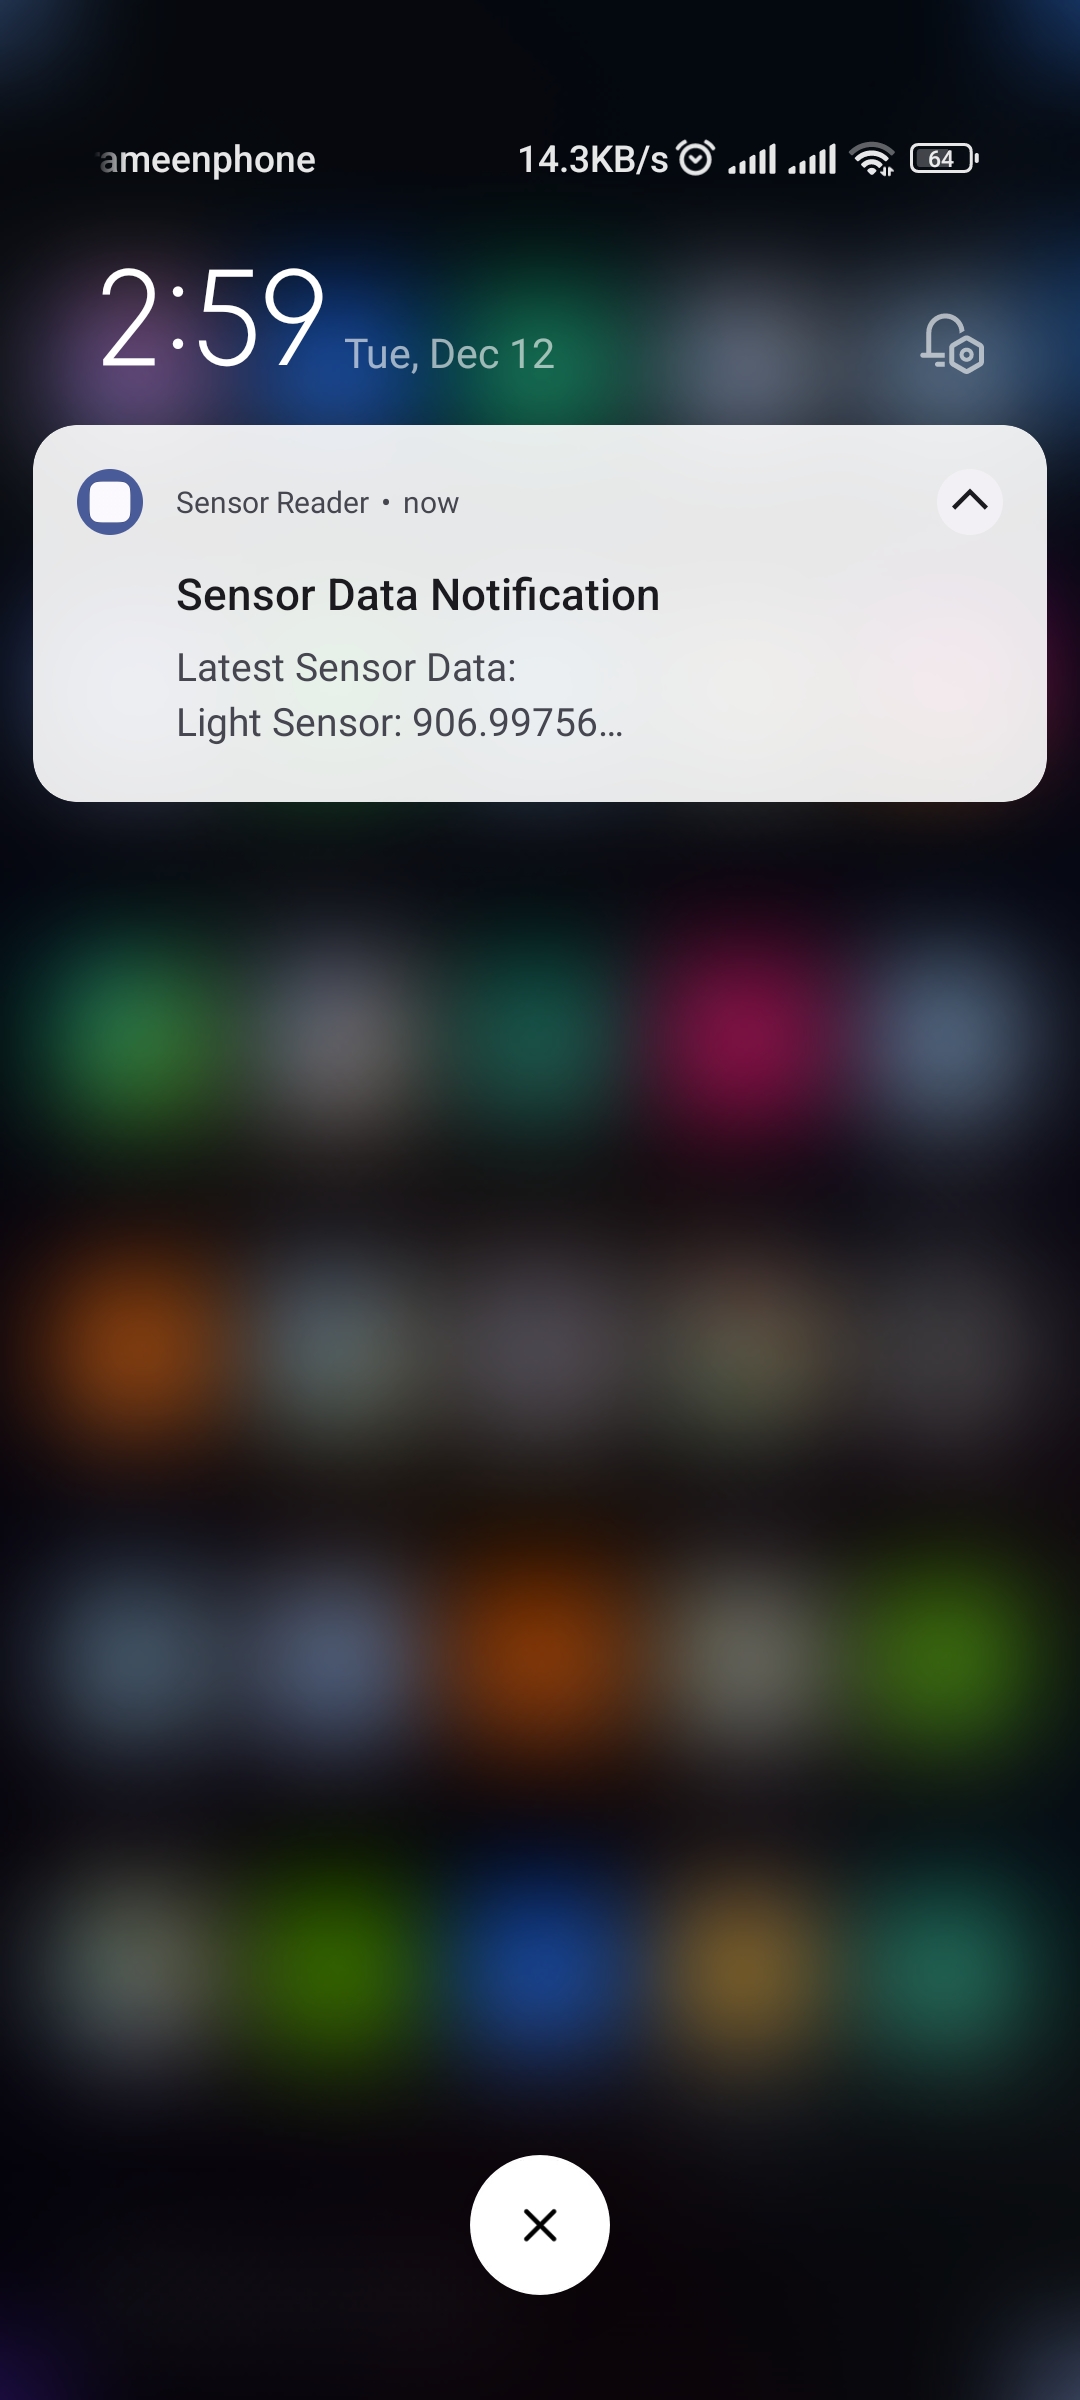 ameenphone 14.3KB/s 64
2:59 Tue, Dec 12
Sensor Reader • now
Sensor Data Notification
Latest Sensor Data:
Light Sensor: 906.99756…